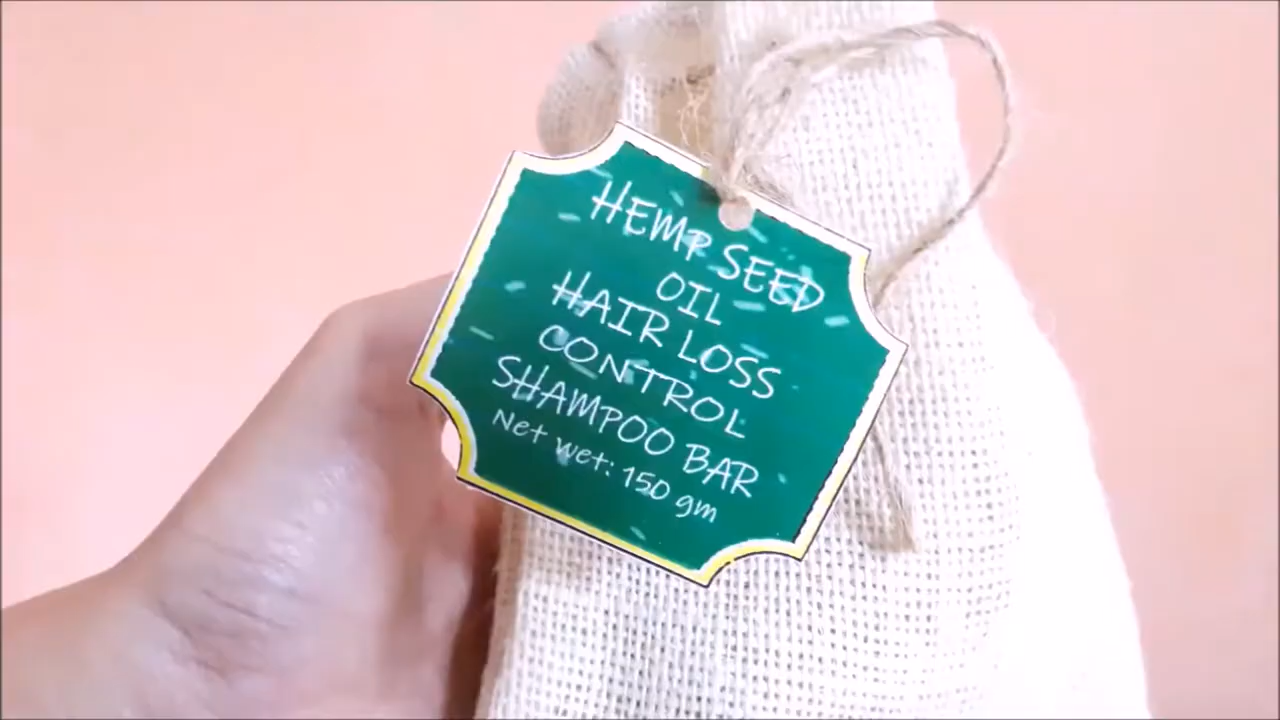 HEMP SEED
OIL
HAIR LOSS
CONTROL
SHAMPOO BAR
Net wet: 150 gm